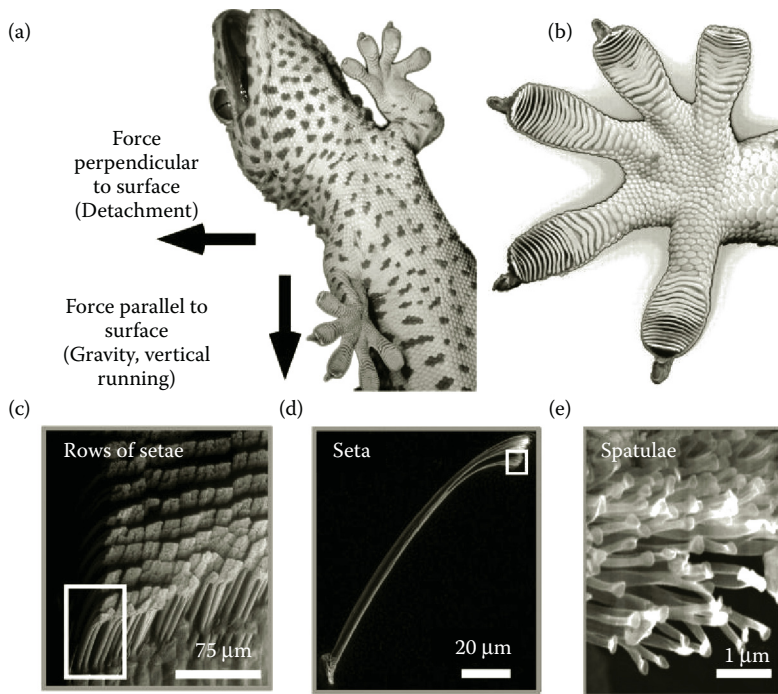 (a)
(b)
Force
perpendicular
to surface
(Detachment)
Force parallel to
surface
(Gravity, vertical
running)
(c)
(d)
(e)
Rows of setae
75 μm
Seta
20 μm
Spatulae
1 μm